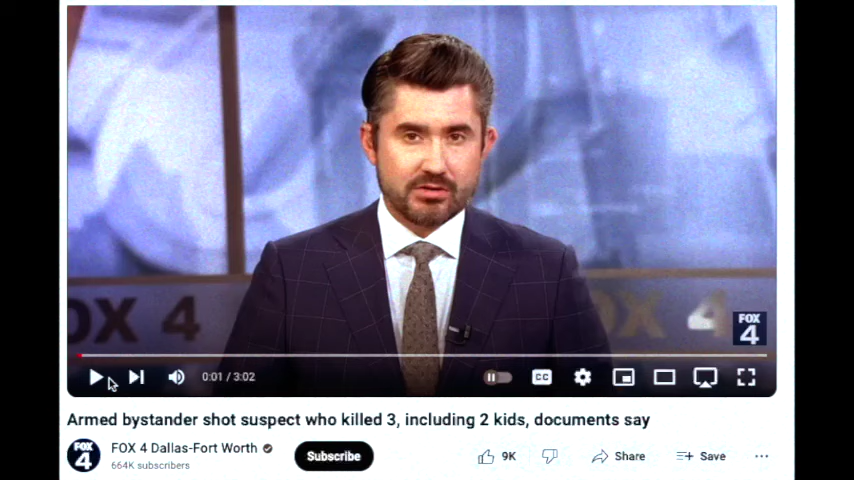 FOX 4
FOX 4
FOX
4
0:01 / 3:02
CC
Armed bystander shot suspect who killed 3, including 2 kids, documents say
FOX
4
FOX 4 Dallas-Fort Worth
664K subscribers
Subscribe
9K
Share
Save